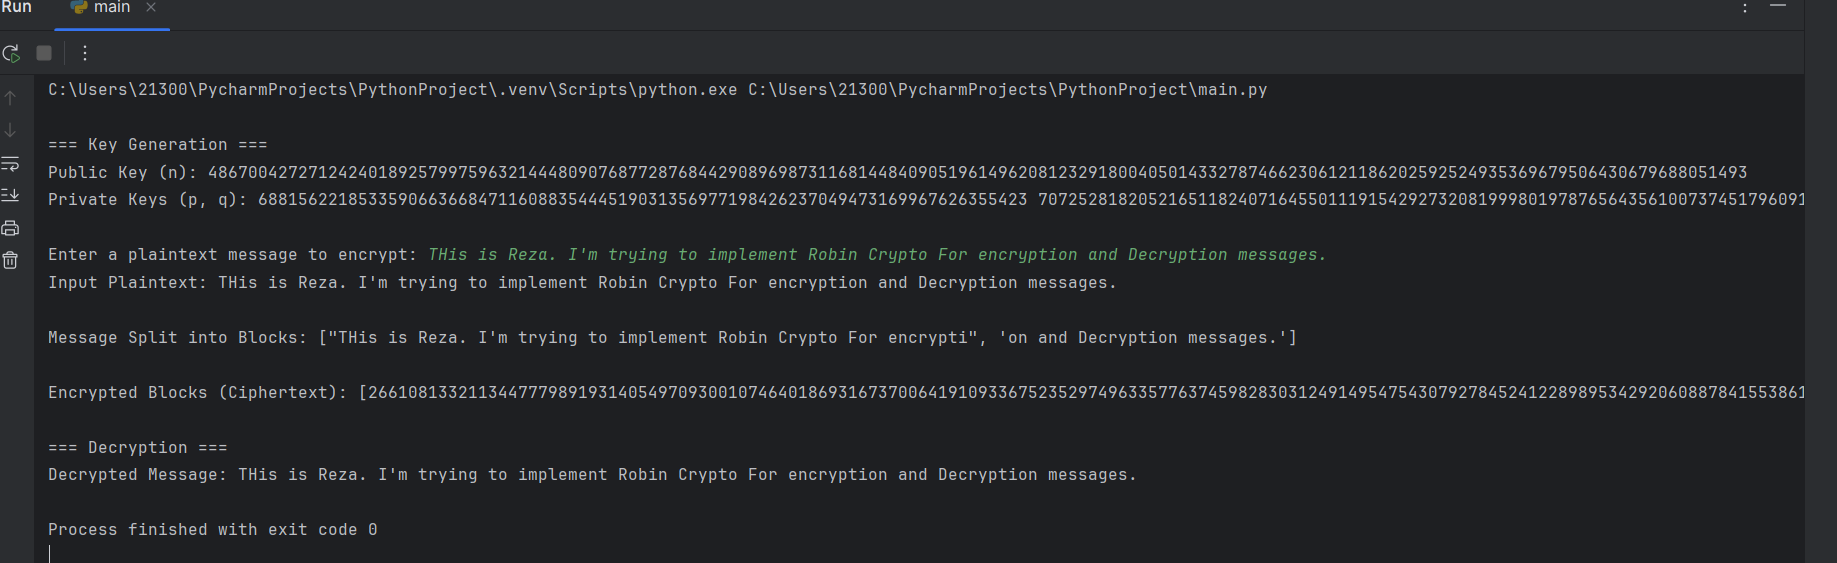 Run main
C:\Users\21300\PycharmProjects\PythonProject\.venv\Scripts\python.exe C:\Users\21300\PycharmProjects\PythonProject\main.py
=== Key Generation ===
Public Key (n): 4867004272712424018925799759632144480907687728768442908969873116814484090519614962081232918004050143327874662306121186202592524935369679506430679688051493
Private Keys (p, q): 68815622185335906636684711608835444519031356977198426237049473169967626355423 70725281820521651182407164550111915429273208199980197876564356100737451796091
Enter a plaintext message to encrypt: THis is Reza. I'm trying to implement Robin Crypto For encryption and Decryption messages.
Input Plaintext: THis is Reza. I'm trying to implement Robin Crypto For encryption and Decryption messages.
Message Split into Blocks: ["THis is Reza. I'm trying to implement Robin Crypto For encrypti", 'on and Decryption messages.']
Encrypted Blocks (Ciphertext): [266108133211344777989193140549709300107464018693167370064191093367523529749633577637459828303124914954754307927845241228989534292060887841553861
=== Decryption ===
Decrypted Message: THis is Reza. I'm trying to implement Robin Crypto For encryption and Decryption messages.
Process finished with exit code 0